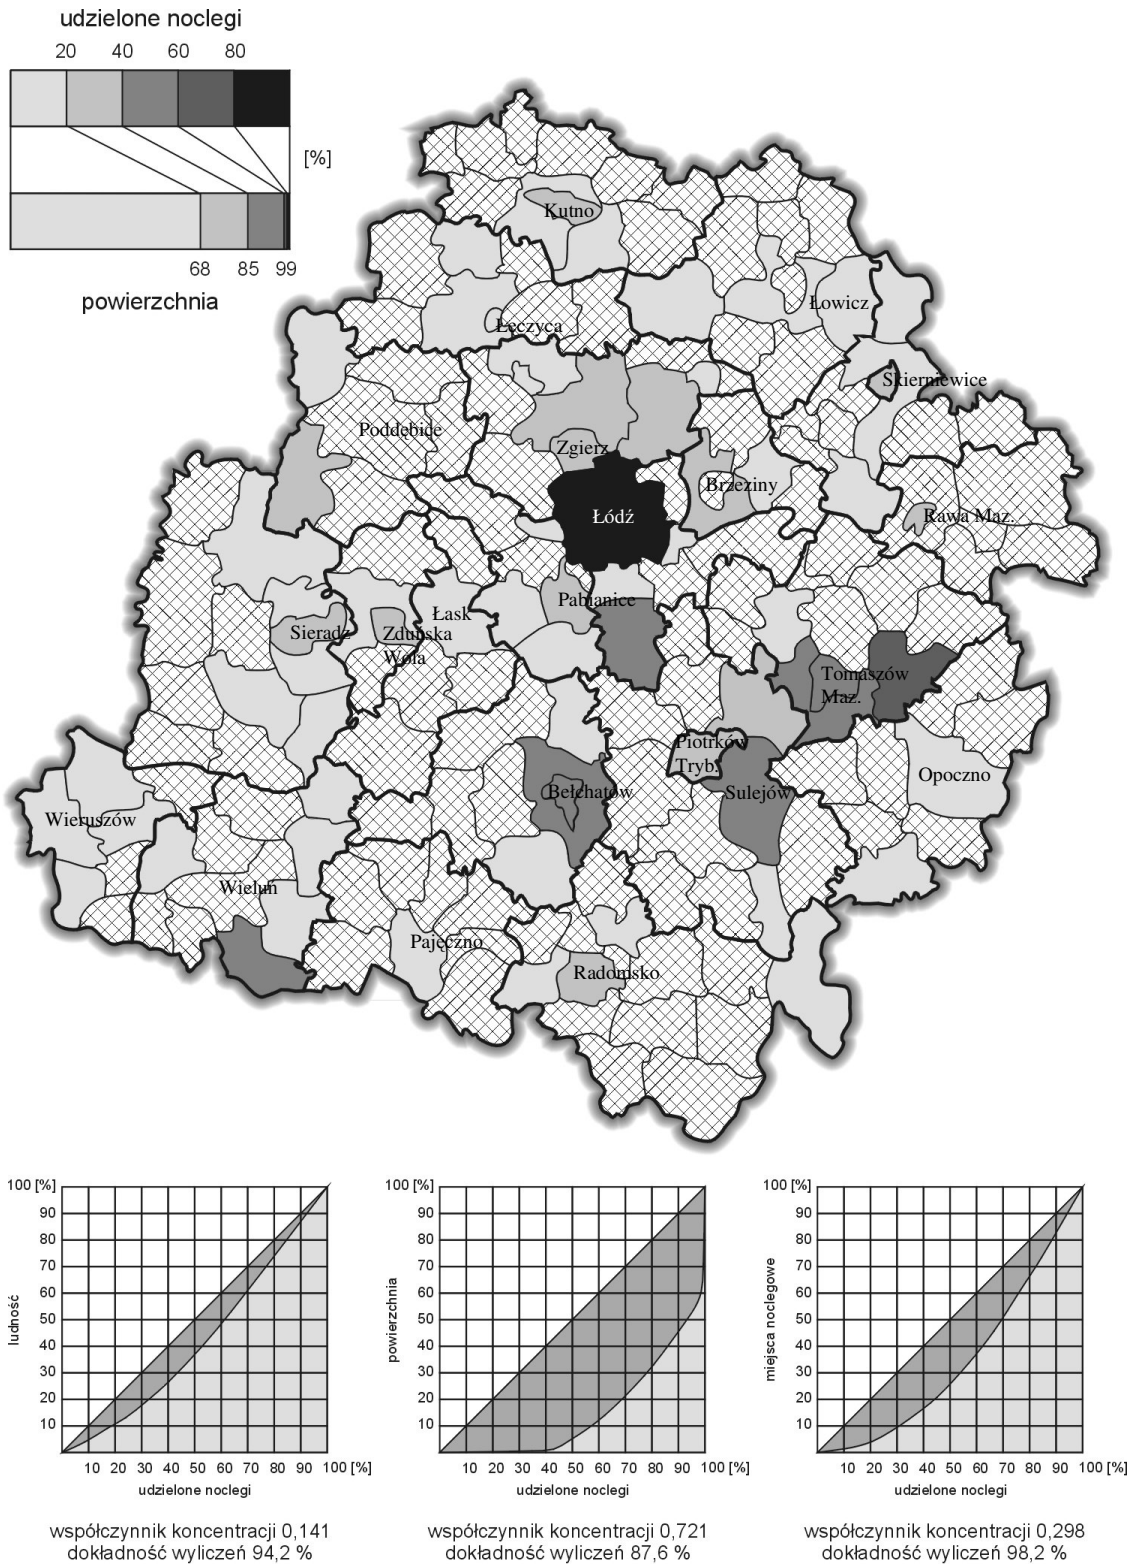 udzielone noclegi
20 40 60 80
[%]
68 85 99
powierzchnia
Kutno
Łowicz
Łęczyca
Skierniewice
Poddębice
Zgierz
Brzeziny
Łódź
Rawa Maz.
Pabianice
Łask
Sieradz
Zduńska
Wola
Tomaszów
Maz.
Piotrków
Tryb.
Opoczno
Bełchatów
Sulejów
Wieruszów
Wieluń
Pajęczno
Radomsko
100 [%]
90
80
70
60
50
40
30
20
10
ludność
10 20 30 40 50 60 70 80 90 100 [%]
udzielone noclegi
współczynnik koncentracji 0,141
dokładność wyliczeń 94,2 %
100 [%]
90
80
70
60
50
40
30
20
10
powierzchnia
10 20 30 40 50 60 70 80 90 100 [%]
udzielone noclegi
współczynnik koncentracji 0,721
dokładność wyliczeń 87,6 %
100 [%]
90
80
70
60
50
40
30
20
10
miejsca noclegowe
10 20 30 40 50 60 70 80 90 100 [%]
udzielone noclegi
współczynnik koncentracji 0,298
dokładność wyliczeń 98,2 %